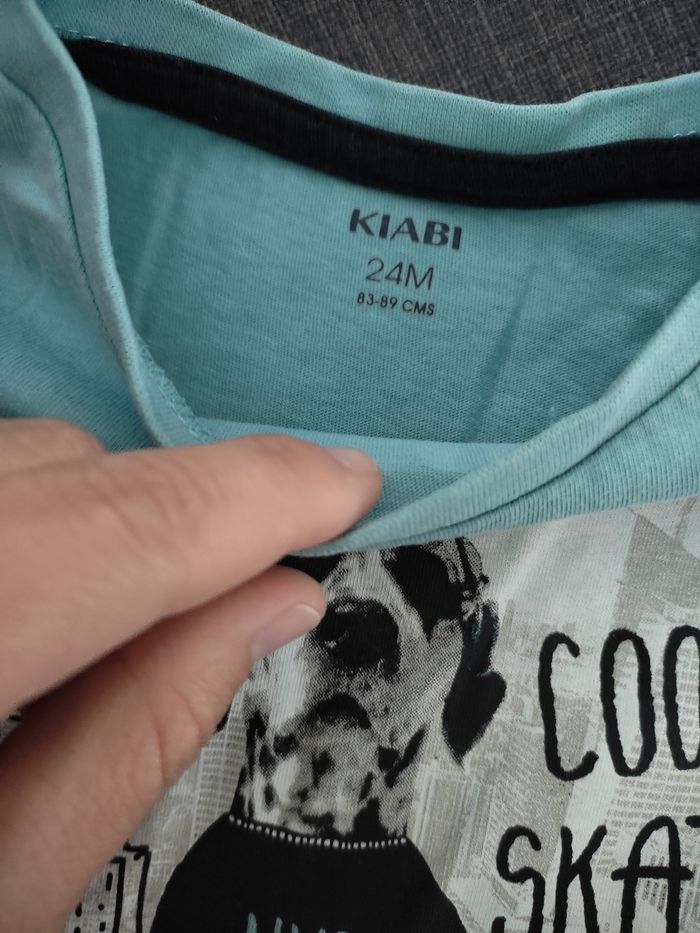 KIABI
24M
83-89 CMS
COO
SKA